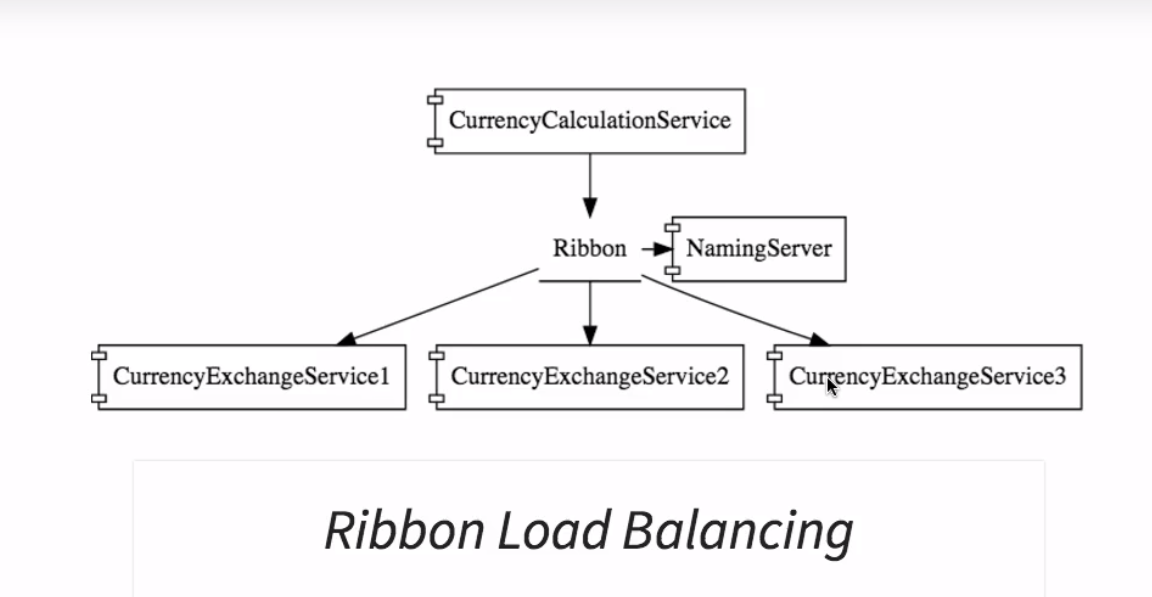 CurrencyCalculationService
Ribbon
NamingServer
CurrencyExchangeService1
CurrencyExchangeService2
CurrencyExchangeService3
Ribbon Load Balancing